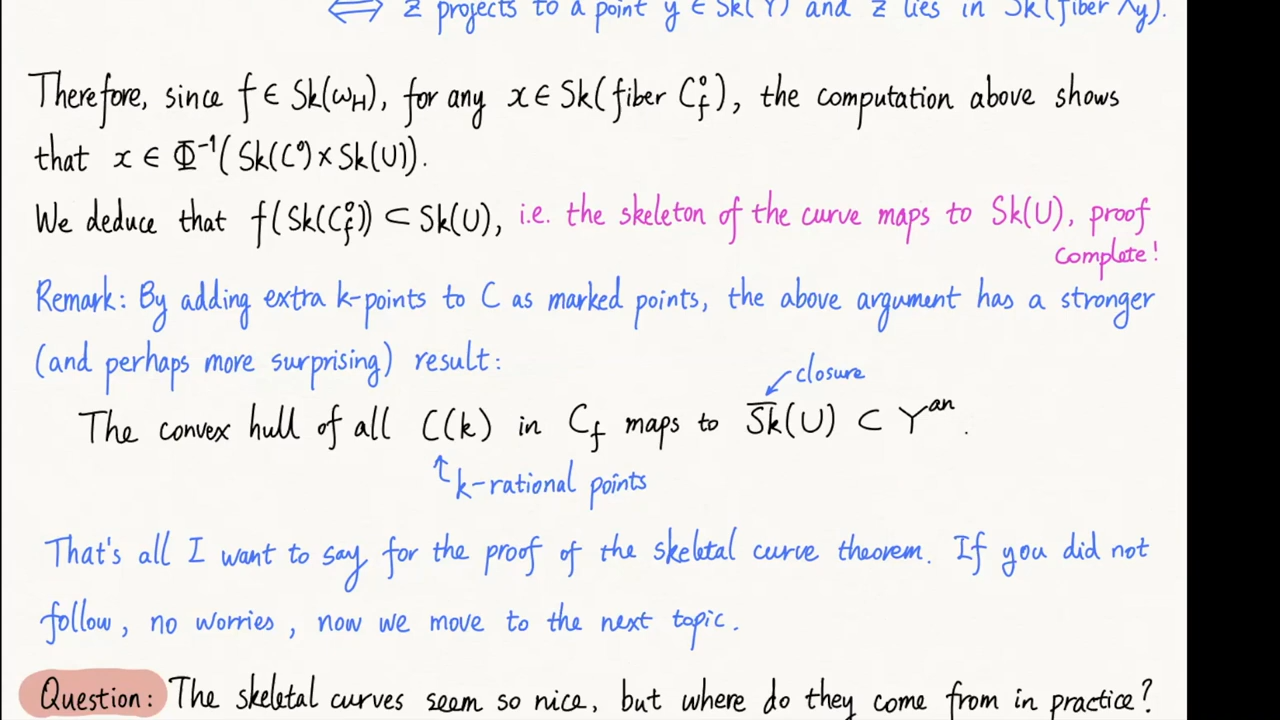 ⟺ z projects to a point y ∈ Sk(Y) and z lies in Sk(fiber Xy).
Therefore, since f ∈ Sk(ω_H), for any x ∈ Sk(fiber C_f°), the computation above shows
that x ∈ Φ⁻¹(Sk(C°) × Sk(U)).
We deduce that f(Sk(C_f°)) ⊂ Sk(U), i.e. the skeleton of the curve maps to Sk(U), proof
complete!
Remark: By adding extra k-points to C as marked points, the above argument has a stronger
(and perhaps more surprising) result:
closure
The convex hull of all C(k) in C_f maps to S̅k̅(U) ⊂ Y^an.
k-rational points
That's all I want to say for the proof of the skeletal curve theorem. If you did not
follow, no worries, now we move to the next topic.
Question: The skeletal curves seem so nice, but where do they come from in practice?